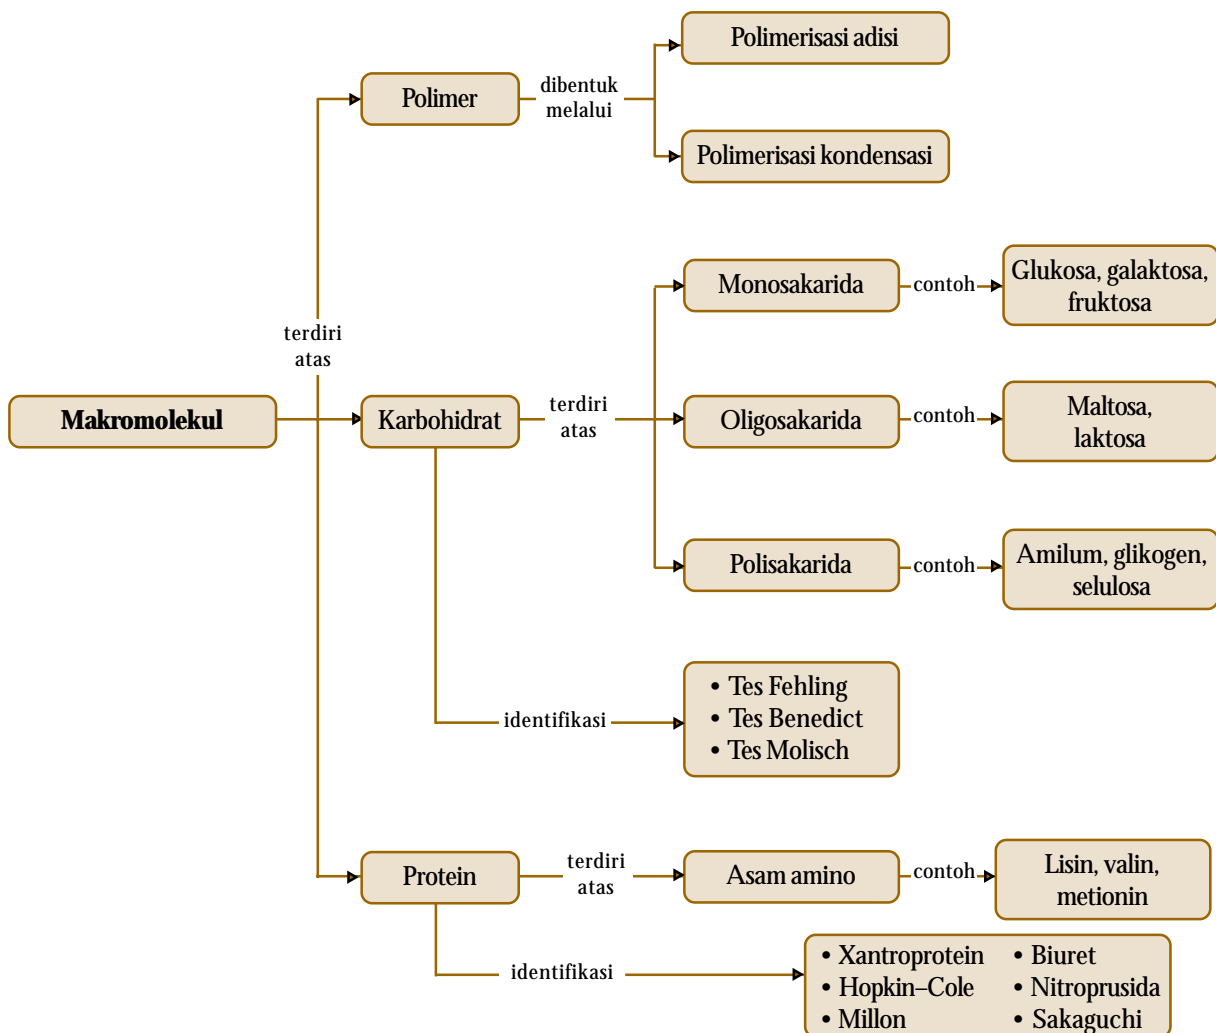 Polimerisasi adisi
Polimer
dibentuk
melalui
Polimerisasi kondensasi
Monosakarida
contoh
Glukosa, galaktosa,
fruktosa
terdiri
atas
Makromolekul
Karbohidrat
terdiri
atas
Oligosakarida
contoh
Maltosa,
laktosa
Polisakarida
contoh
Amilum, glikogen,
selulosa
identifikasi
• Tes Fehling
• Tes Benedict
• Tes Molisch
Protein
terdiri
atas
Asam amino
contoh
Lisin, valin,
metionin
identifikasi
• Xantroprotein
• Hopkin–Cole
• Millon
• Biuret
• Nitroprusida
• Sakaguchi